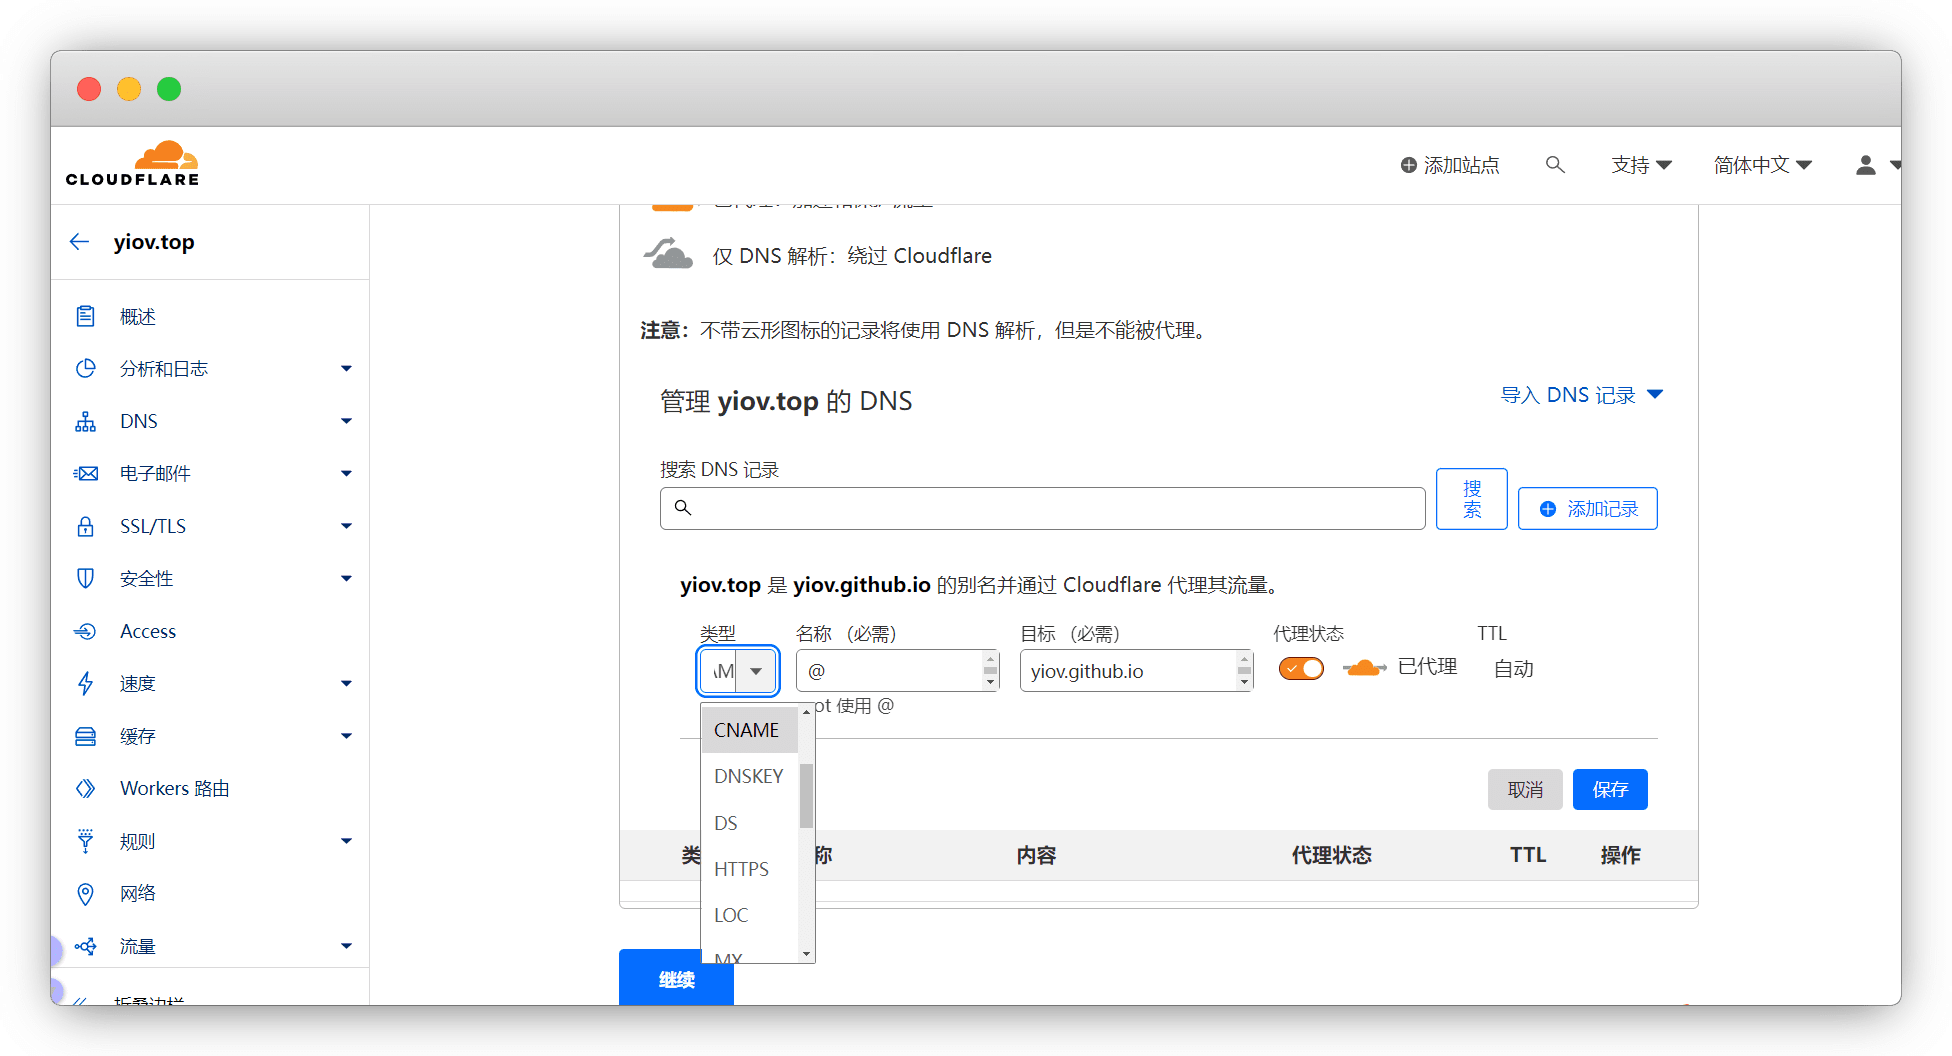 CLOUDFLARE
添加站点
支持
简体中文
yiov.top
概述
分析和日志
DNS
电子邮件
SSL/TLS
安全性
Access
速度
缓存
Workers 路由
规则
网络
流量
折叠边栏
仅 DNS 解析：绕过 Cloudflare
注意：不带云形图标的记录将使用 DNS 解析，但是不能被代理。
管理 yiov.top 的 DNS
导入 DNS 记录
搜索 DNS 记录
搜索
添加记录
yiov.top 是 yiov.github.io 的别名并通过 Cloudflare 代理其流量。
类型 名称 （必需） 目标 （必需） 代理状态 TTL
AM @ yiov.github.io 已代理 自动
ot 使用 @
CNAME
DNSKEY
DS
HTTPS
LOC
MX
取消 保存
类 称 内容 代理状态 TTL 操作
继续